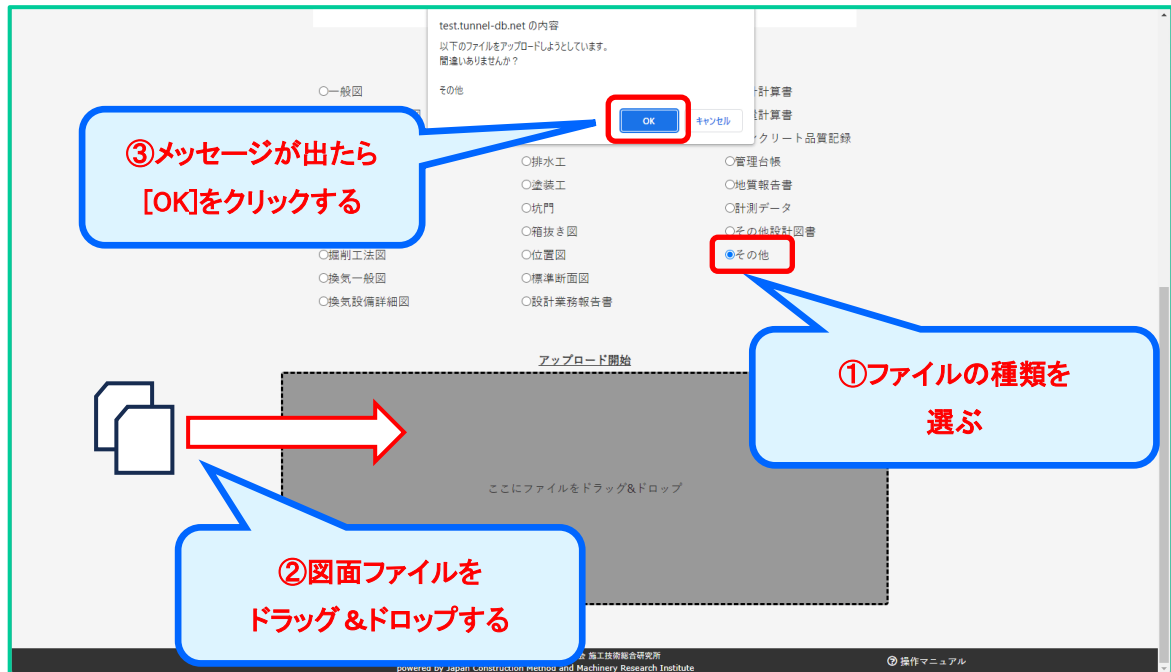 test.tunnel-db.net の内容
以下のファイルをアップロードしようとしています。
間違いありませんか？
その他
OK
キャンセル
○一般図
計算書
計算書
クリート品質記録
○排水工
○管理台帳
○塗装工
○地質報告書
○坑門
○計測データ
○箱抜き図
○その他設計図書
○掘削工法図
○位置図
その他
○換気一般図
○標準断面図
○換気設備詳細図
○設計業務報告書
③メッセージが出たら
[OK]をクリックする
①ファイルの種類を
選ぶ
アップロード開始
ここにファイルをドラッグ&ドロップ
②図面ファイルを
ドラッグ＆ドロップする
施工技術総合研究所
powered by Japan Construction Method and Machinery Research Institute
操作マニュアル